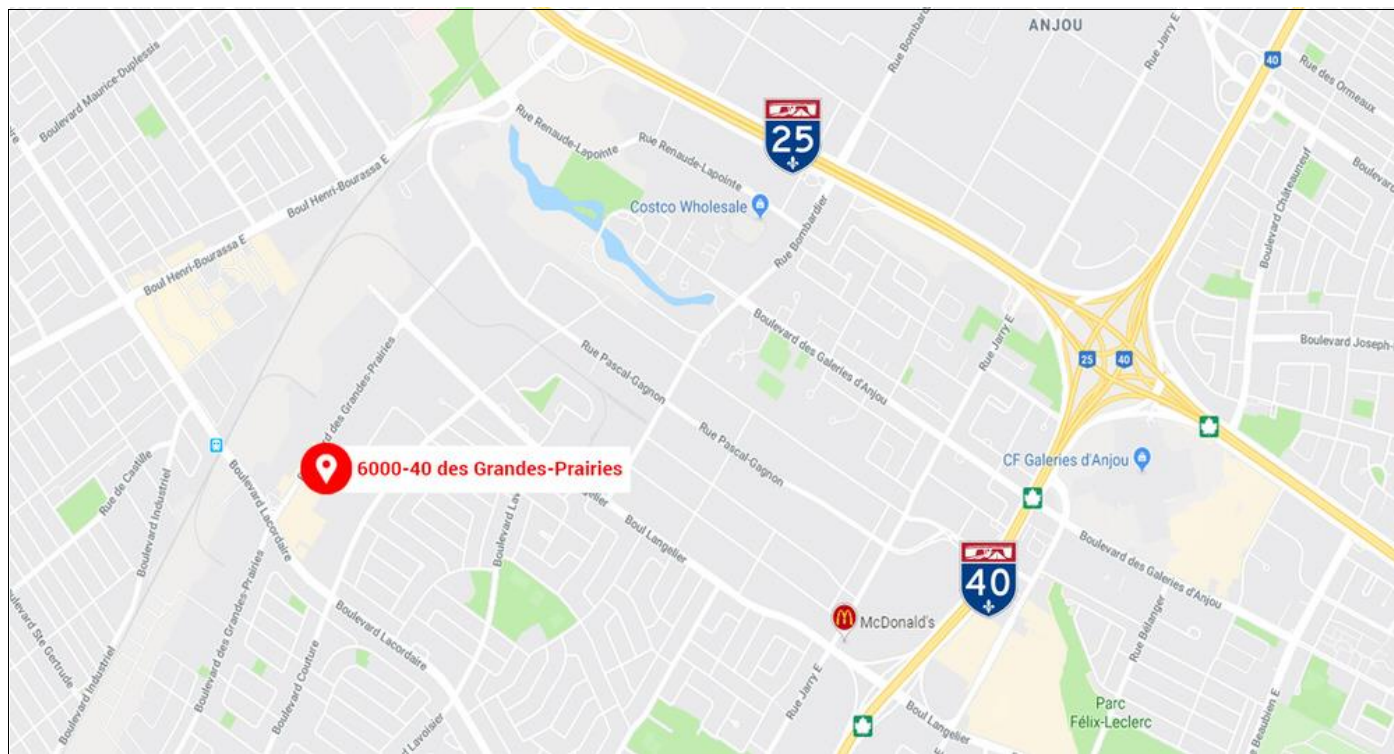 ANJOU
Rue Bombard
Rue Jarry E
40
Rue des Ormeaux
Boulevard Maurice-Duplessis
25
Rue Renaude-Lapointe
Rue Renaude-Lapointe
Boulevard
Boulevard Châteauneuf
Boul Henri-Bourassa E
Costco Wholesale
Rue Bombardier
Boul Henri-Bourassa E
Boulevard des Galeries d'Anjou
Rue Jarry E
Boulevard Joseph-
25
40
Rue Pascal-Gagnon
des Grandes-Prairies
Rue Pascal-Gagnon
CF Galeries d'Anjou
6000-40 des Grandes-Prairies
Rue de Castille
Boulevard Industriel
Boulevard Lacordaire
Boulevard Lav
Boul Langelier
Boulevard des Galeries d'Anjou
40
McDonald's
Rue Bélanger
Boulevard des Grandes-Prairies
Boulevard Couture
Boulevard Lacordaire
oulevard Ste Gertrude
Boulevard Industriel
Lavoisier
Rue Jarry E
Boul Langelier
Parc
Félix-Leclerc
e Beaubien E